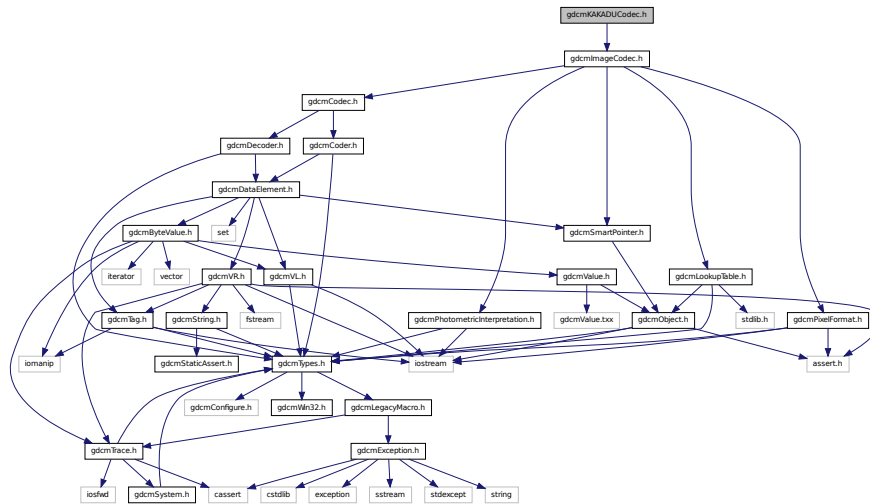 gdcmKAKADUCodec.h
gdcmImageCodec.h
gdcmCodec.h
gdcmDecoder.h
gdcmCoder.h
gdcmDataElement.h
gdcmByteValue.h
set
gdcmSmartPointer.h
iterator
vector
gdcmVR.h
gdcmVL.h
gdcmValue.h
gdcmLookupTable.h
gdcmTag.h
gdcmString.h
fstream
gdcmPhotometricInterpretation.h
gdcmValue.txx
gdcmObject.h
stdlib.h
gdcmPixelFormat.h
iomanip
gdcmStaticAssert.h
gdcmTypes.h
iostream
assert.h
gdcmConfigure.h
gdcmWin32.h
gdcmLegacyMacro.h
gdcmTrace.h
gdcmException.h
iosfwd
gdcmSystem.h
cassert
cstdlib
exception
sstream
stdexcept
string